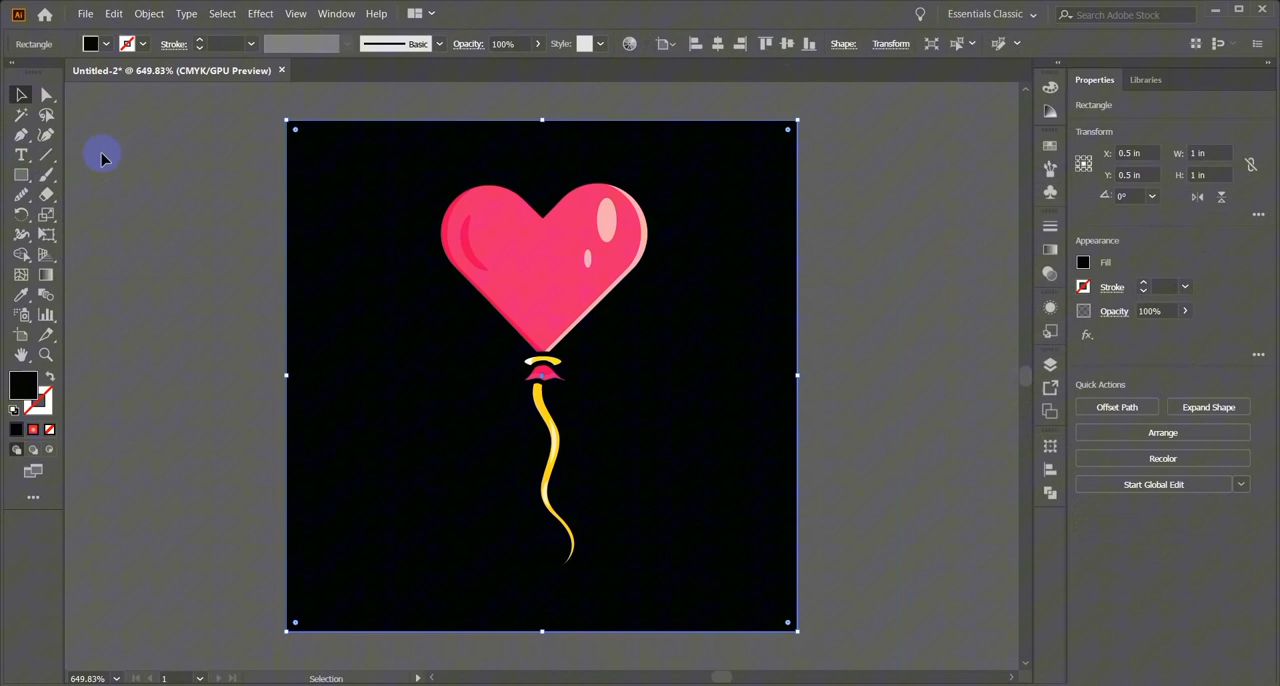 Ai File Edit Object Type Select Effect View Window Help Essentials Classic Search Adobe Stock
Rectangle Stroke: Basic Opacity: 100% Style: Shape: Transform
Untitled-2* @ 649.83% (CMYK/GPU Preview)
Properties Libraries
Rectangle
Transform
X: 0.5 in W: 1 in
Y: 0.5 in H: 1 in
0°
Appearance
Fill
Stroke
Opacity 100%
fx.
Quick Actions
Offset Path Expand Shape
Arrange
Recolor
Start Global Edit
649.83% 1 Selection